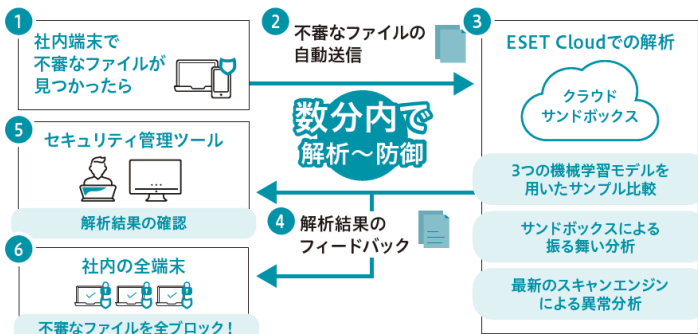 1
社内端末で
不審なファイルが
見つかったら
2
不審なファイルの
自動送信
3
ESET Cloudでの解析
クラウド
サンドボックス
3つの機械学習モデルを
用いたサンプル比較
サンドボックスによる
振る舞い分析
最新のスキャンエンジン
による異常分析
数分内で
解析～防御
4
解析結果の
フィードバック
5
セキュリティ管理ツール
解析結果の確認
6
社内の全端末
不審なファイルを全ブロック！